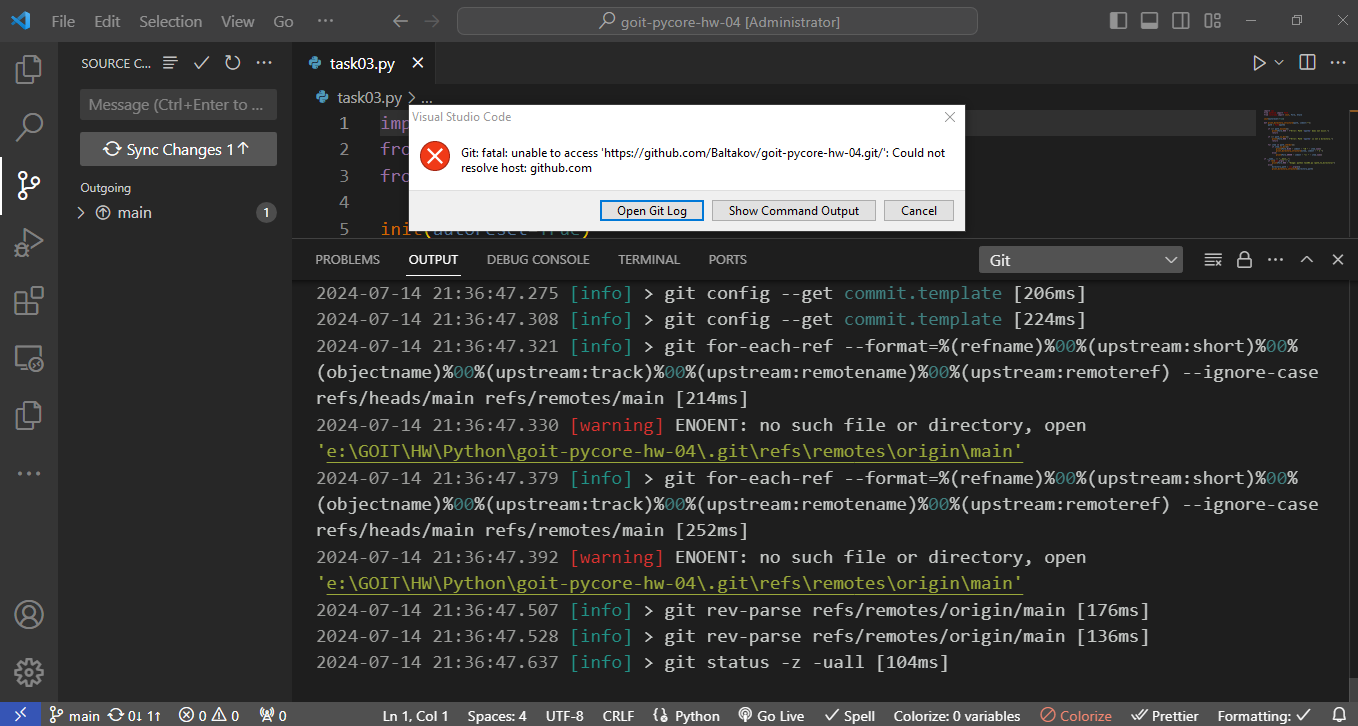 File Edit Selection View Go ··· goit-pycore-hw-04 [Administrator]
SOURCE C...
Message (Ctrl+Enter to ...
Sync Changes 1↑
Outgoing
main 1
task03.py
task03.py > ...
1 imp
2 fro
3 fro
4
5 init(autoreset=True)
Visual Studio Code
Git: fatal: unable to access 'https://github.com/Baltakov/goit-pycore-hw-04.git/': Could not
resolve host: github.com
Open Git Log Show Command Output Cancel
PROBLEMS OUTPUT DEBUG CONSOLE TERMINAL PORTS Git
2024-07-14 21:36:47.275 [info] > git config --get commit.template [206ms]
2024-07-14 21:36:47.308 [info] > git config --get commit.template [224ms]
2024-07-14 21:36:47.321 [info] > git for-each-ref --format=%(refname)%00%(upstream:short)%00%
(objectname)%00%(upstream:track)%00%(upstream:remotename)%00%(upstream:remoteref) --ignore-case
refs/heads/main refs/remotes/main [214ms]
2024-07-14 21:36:47.330 [warning] ENOENT: no such file or directory, open
'e:\GOIT\HW\Python\goit-pycore-hw-04\.git\refs\remotes\origin\main'
2024-07-14 21:36:47.379 [info] > git for-each-ref --format=%(refname)%00%(upstream:short)%00%
(objectname)%00%(upstream:track)%00%(upstream:remotename)%00%(upstream:remoteref) --ignore-case
refs/heads/main refs/remotes/main [252ms]
2024-07-14 21:36:47.392 [warning] ENOENT: no such file or directory, open
'e:\GOIT\HW\Python\goit-pycore-hw-04\.git\refs\remotes\origin\main'
2024-07-14 21:36:47.507 [info] > git rev-parse refs/remotes/origin/main [176ms]
2024-07-14 21:36:47.528 [info] > git rev-parse refs/remotes/origin/main [136ms]
2024-07-14 21:36:47.637 [info] > git status -z -uall [104ms]
main 0↓ 1↑ 0 0 0 Ln 1, Col 1 Spaces: 4 UTF-8 CRLF Python Go Live Spell Colorize: 0 variables Colorize Prettier Formatting: